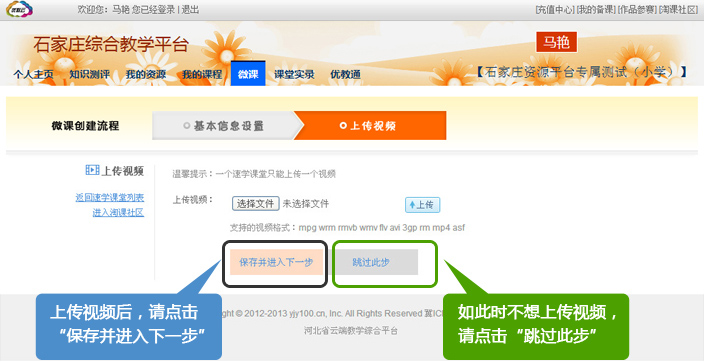 优教云
欢迎您：马艳 您已经登录 | 退出
[充值中心] [我的备课] [作品参赛] [淘课社区]
石家庄综合教学平台
马艳
个人主页 知识测评 我的资源 我的课程 微课 课堂实录 优教通
【石家庄资源平台专属测试（小学）】
微课创建流程
基本信息设置
上传视频
上传视频
返回速学课堂列表
进入淘课社区
温馨提示：一个速学课堂只能上传一个视频
上传视频：
选择文件 未选择文件
上传
支持的视频格式：mpg wrm rmvb wmv flv avi 3gp rm mp4 asf
保存并进入下一步
跳过此步
ght © 2012-2013 yjy100.cn, Inc. All Rights Reserved 冀IC
河北省云端教学综合平台
上传视频后，请点击
“保存并进入下一步”
如此时不想上传视频，
请点击“跳过此步”